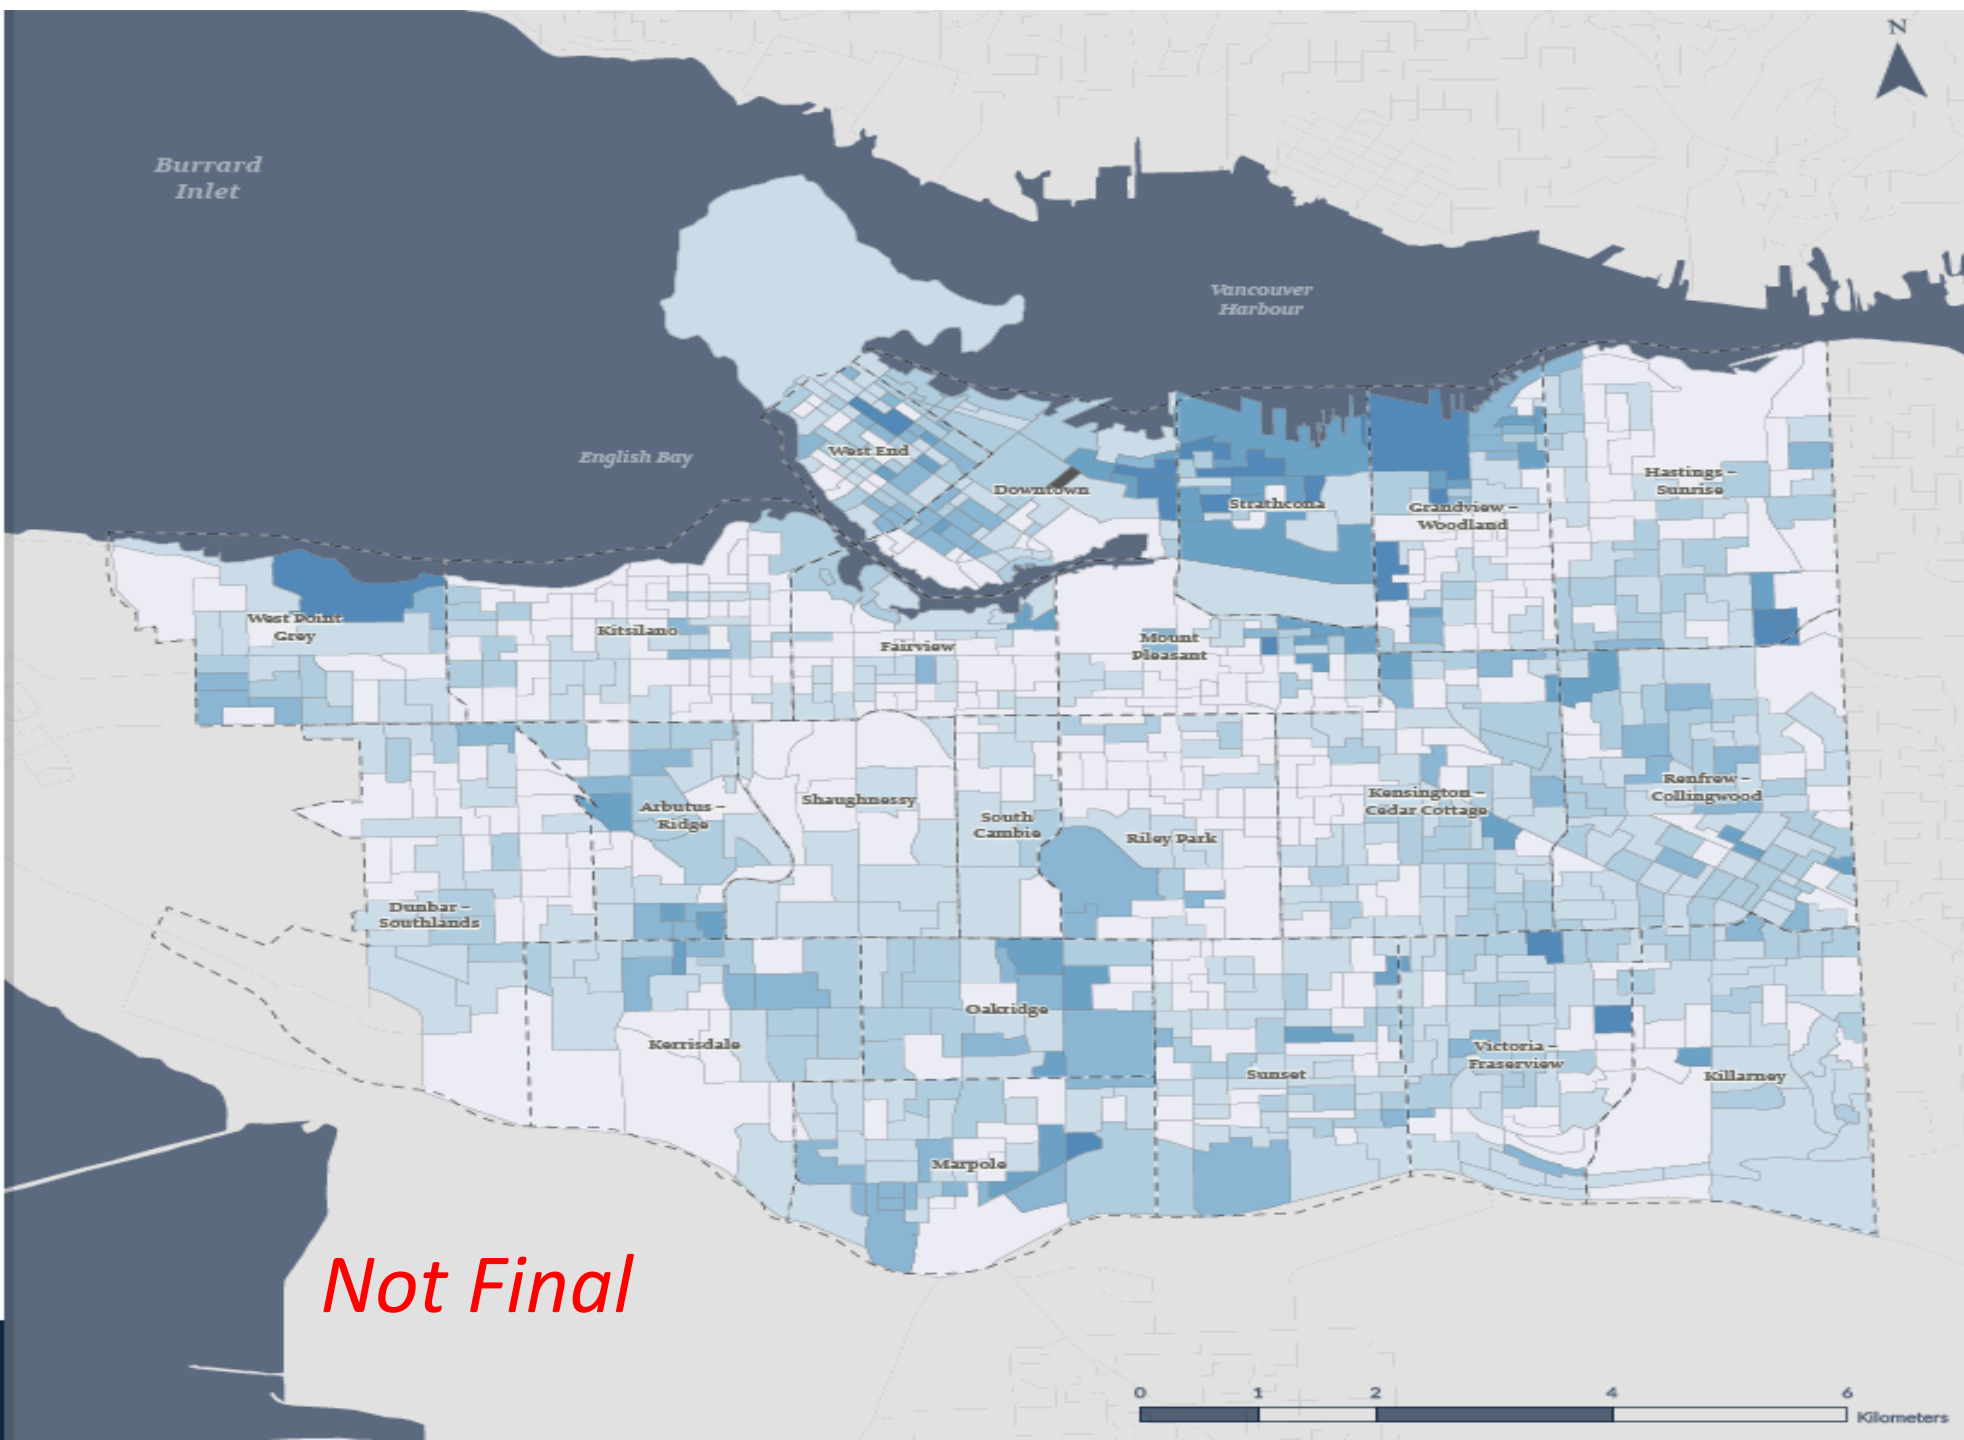 N
Burrard
Inlet
Vancouver
Harbour
English Bay
West End
Downtown
Strathcona
Hastings –
Sunrise
Grandview –
Woodland
West Point
Grey
Kitsilano
Fairview
Mount
Pleasant
Arbutus –
Ridge
Shaughnessy
South
Cambie
Riley Park
Kensington –
Cedar Cottage
Renfrew –
Collingwood
Dunbar –
Southlands
Oakridge
Kerrisdale
Sunset
Victoria –
Fraserview
Killarney
Marpole
Not Final
0 1 2 4 6
Kilometers